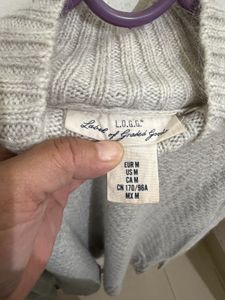 L.O.G.G.®
Label of Graded Goods
EUR M
US M
CA M
CN 170/96A
MX M